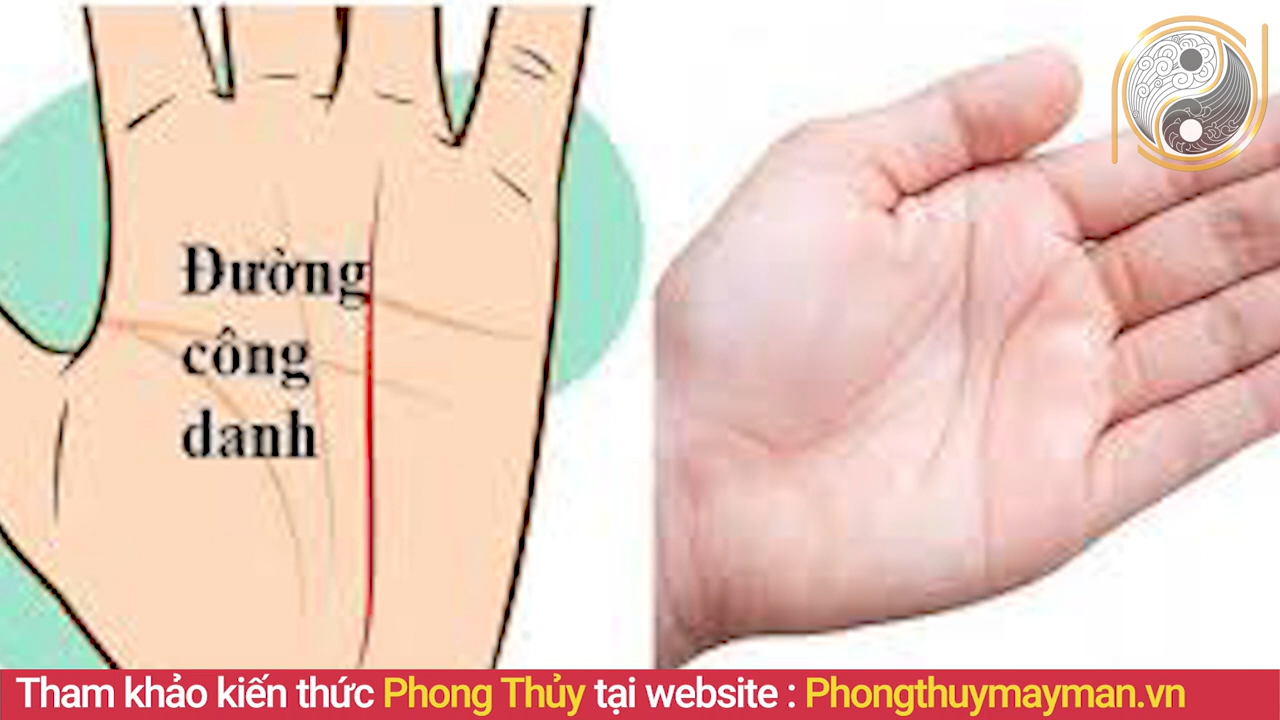 Đường
công
danh
Tham khảo kiến thức Phong Thủy tại website : Phongthuymayman.vn